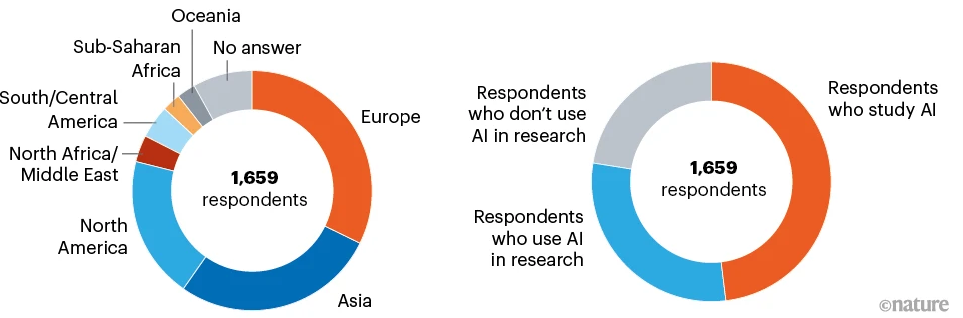 Oceania
Sub-Saharan
Africa
No answer
South/Central
America
Europe
North Africa/
Middle East
1,659
respondents
North
America
Asia
Respondents
who don’t use
AI in research
Respondents
who study AI
1,659
respondents
Respondents
who use AI
in research
©nature